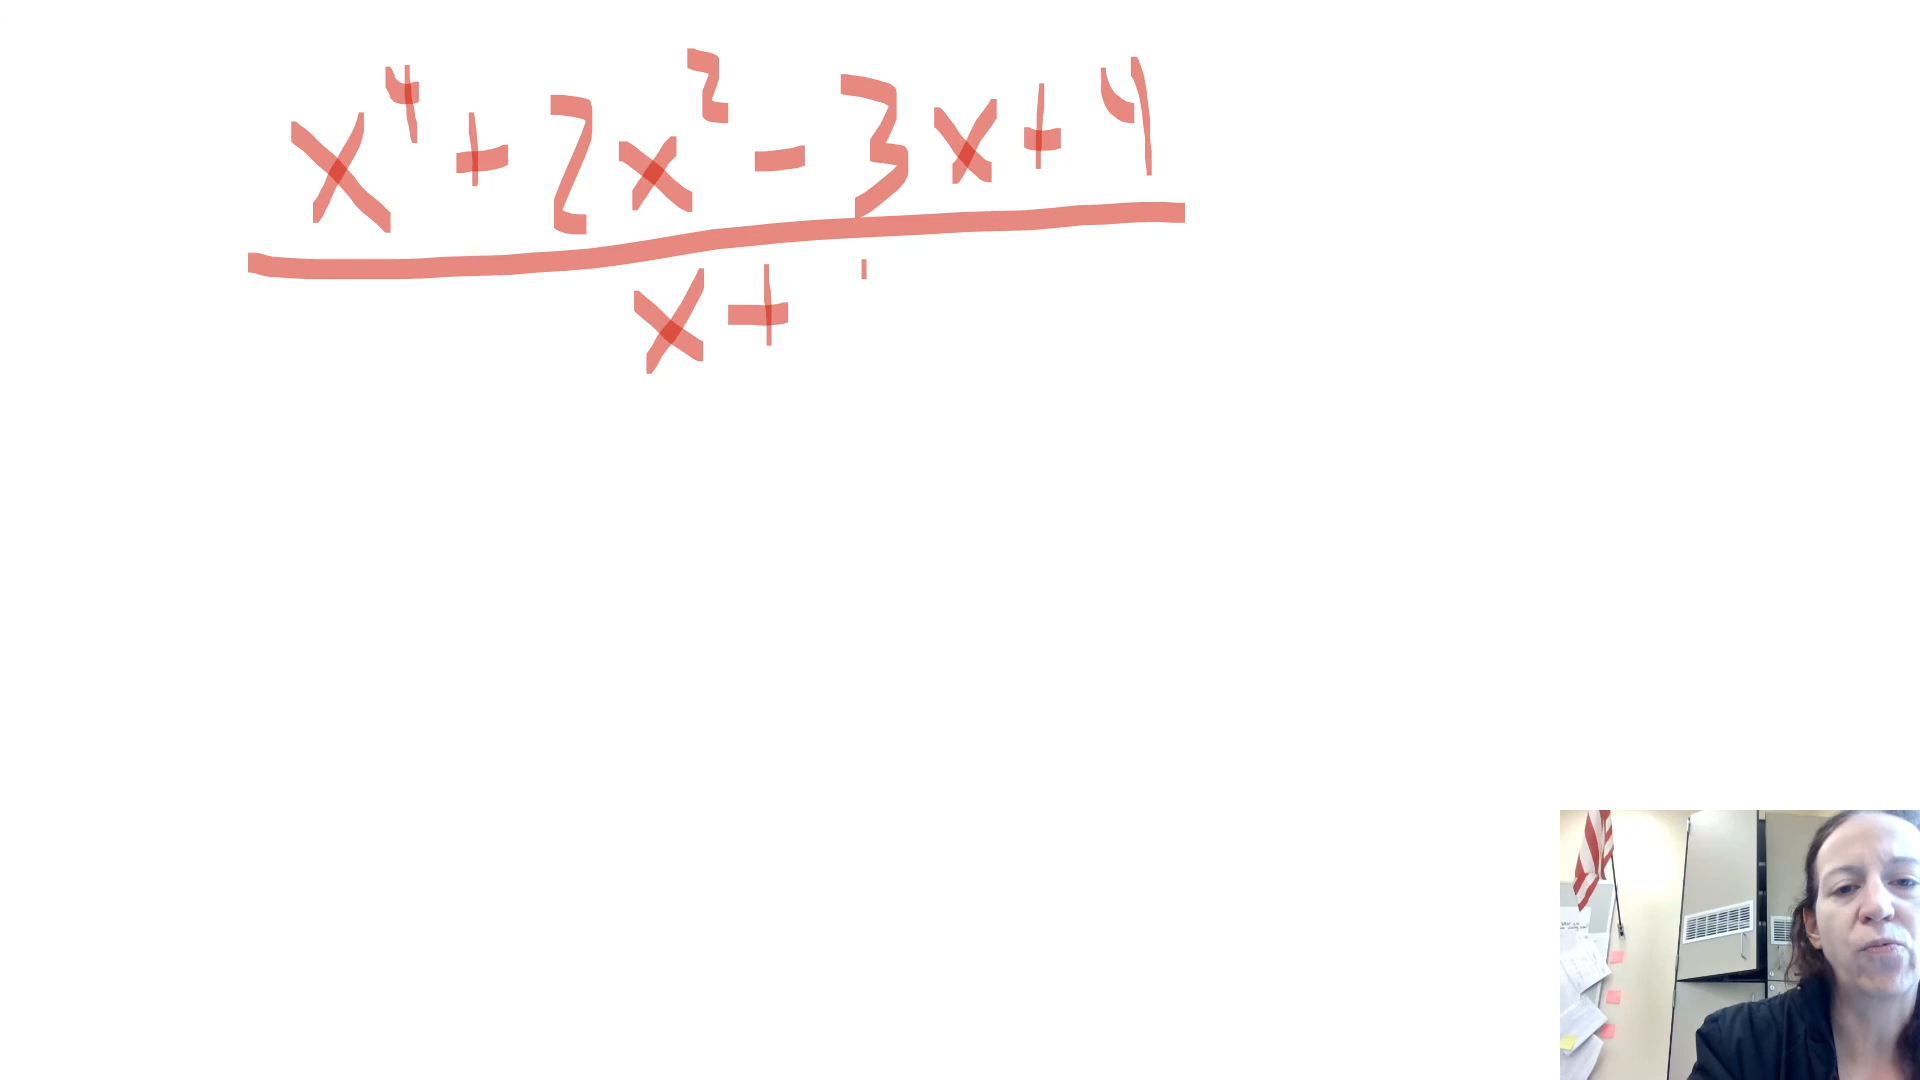 x⁴ + 2x² - 3x + 4
x +